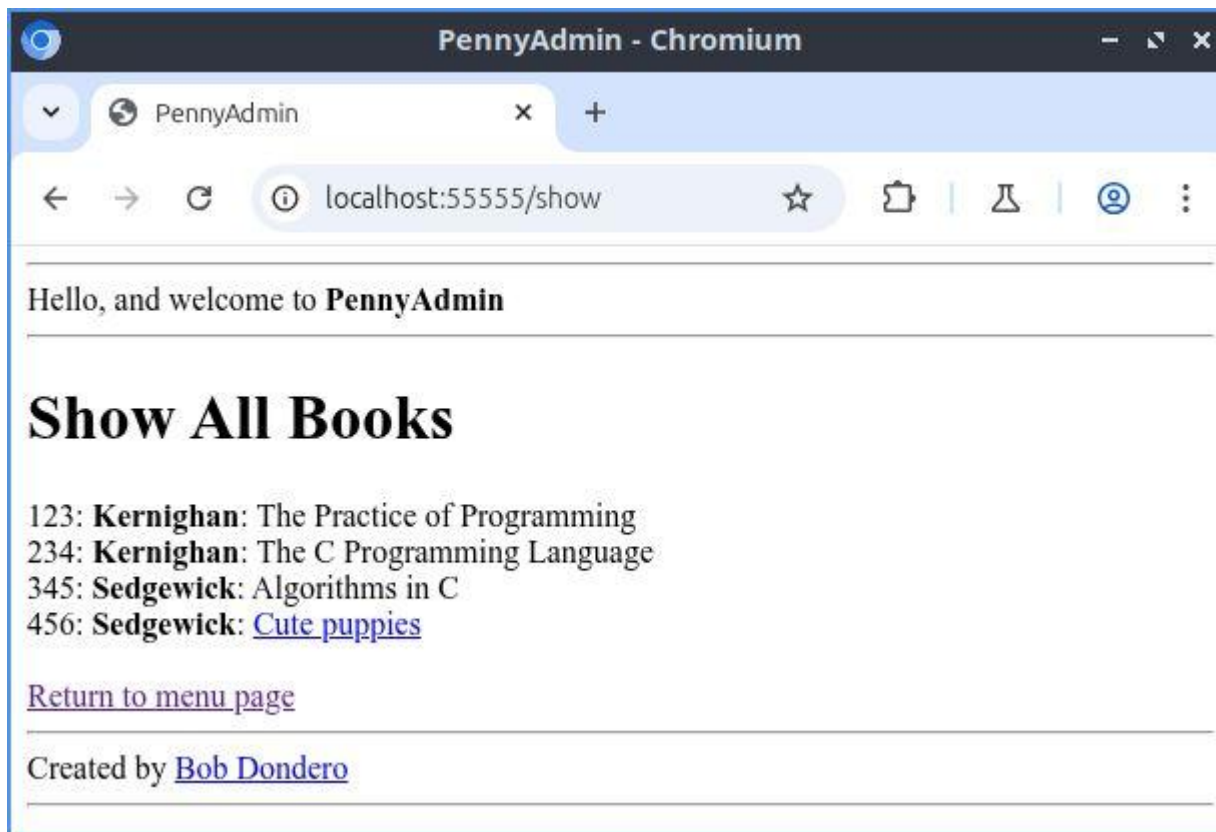 PennyAdmin - Chromium
PennyAdmin
localhost:55555/show
Hello, and welcome to PennyAdmin
Show All Books
123: Kernighan: The Practice of Programming
234: Kernighan: The C Programming Language
345: Sedgewick: Algorithms in C
456: Sedgewick: Cute puppies
Return to menu page
Created by Bob Dondero